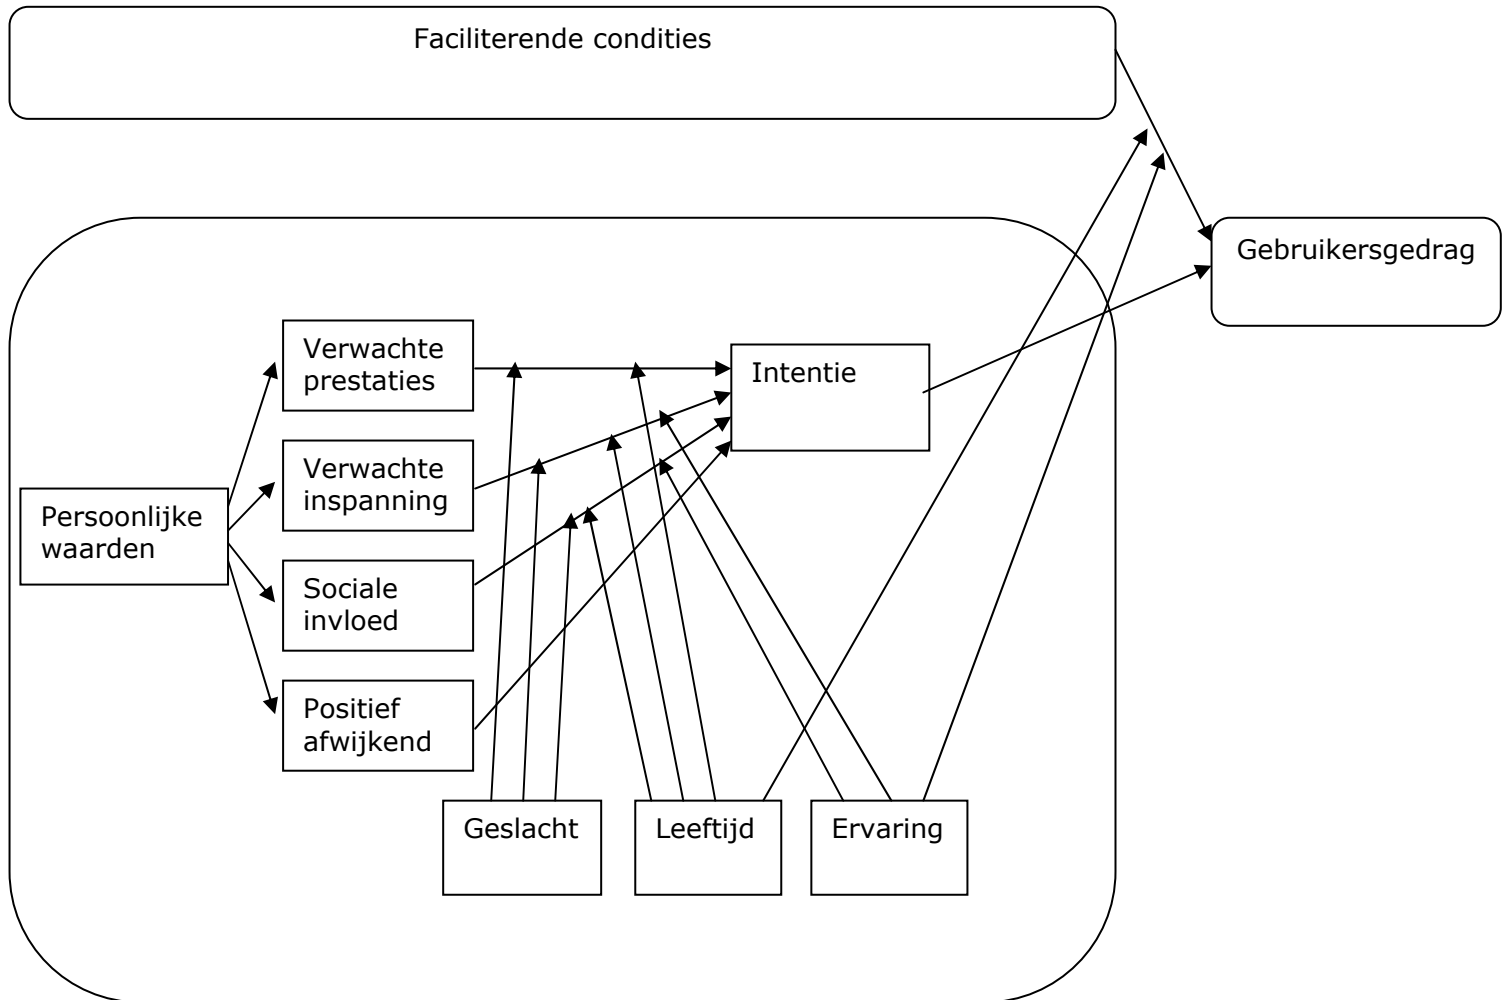 Faciliterende condities
Gebruikersgedrag
Verwachte
prestaties
Intentie
Verwachte
inspanning
Persoonlijke
waarden
Sociale
invloed
Positief
afwijkend
Geslacht
Leeftijd
Ervaring